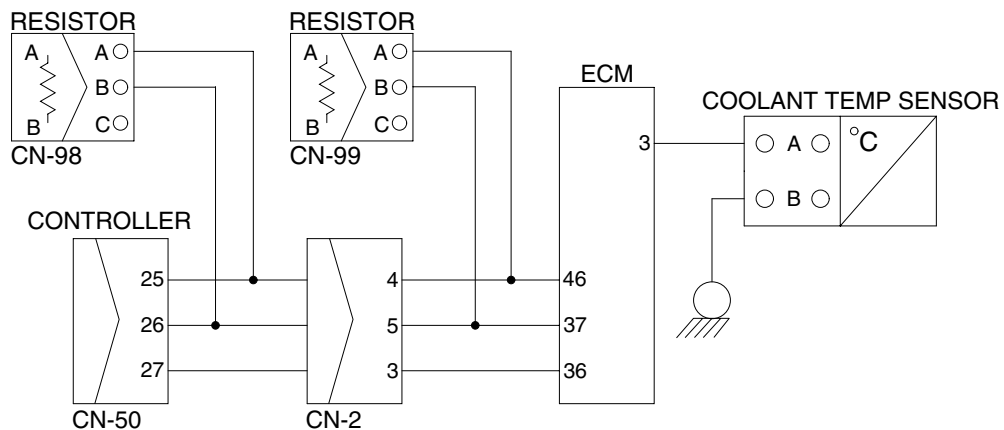 RESISTOR
A
B
A
B
C
CN-98
RESISTOR
A
B
A
B
C
CN-99
ECM
3
46
37
36
COOLANT TEMP SENSOR
A
B
°C
CONTROLLER
25
26
27
CN-50
4
5
3
CN-2